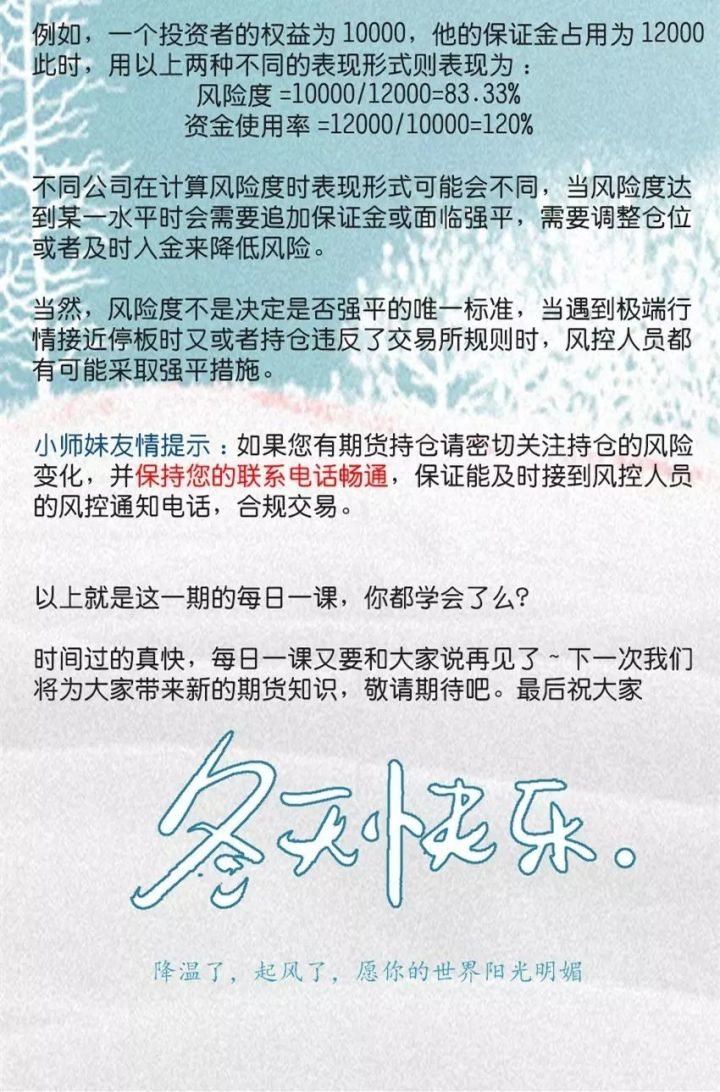 例如，一个投资者的权益为 10000，他的保证金占用为 12000
此时，用以上两种不同的表现形式则表现为：
风险度 =10000/12000=83.33%
资金使用率 =12000/10000=120%
不同公司在计算风险度时表现形式可能会不同，当风险度达
到某一水平时会需要追加保证金或面临强平，需要调整仓位
或者及时入金来降低风险。
当然，风险度不是决定是否强平的唯一标准，当遇到极端行
情接近停板时又或者持仓违反了交易所规则时，风控人员都
有可能采取强平措施。
小师妹友情提示：如果您有期货持仓请密切关注持仓的风险
变化，并保持您的联系电话畅通，保证能及时接到风控人员
的风控通知电话，合规交易。
以上就是这一期的每日一课，你都学会了么?
时间过的真快，每日一课又要和大家说再见了~下一次我们
将为大家带来新的期货知识，敬请期待吧。最后祝大家
冬天快乐。
降温了，起风了，愿你的世界阳光明媚